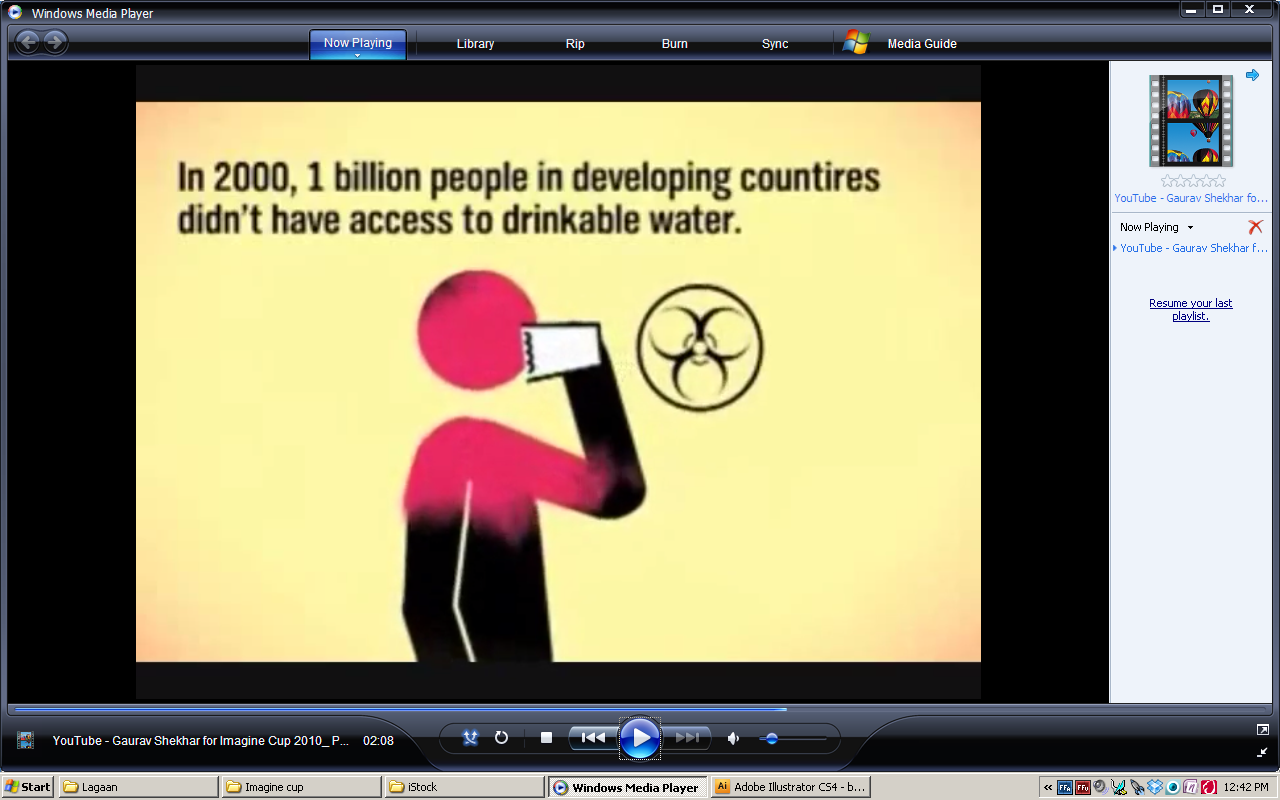 Windows Media Player
Now Playing
Library
Rip
Burn
Sync
Media Guide
In 2000, 1 billion people in developing countires
didn't have access to drinkable water.
YouTube - Gaurav Shekhar fo...
Now Playing
YouTube - Gaurav Shekhar f...
Resume your last
playlist.
YouTube - Gaurav Shekhar for Imagine Cup 2010_ P...
02:08
Start
Lagaan
Imagine cup
iStock
Windows Media Player
Ai
Adobe Illustrator CS4 - b...
«
12:42 PM